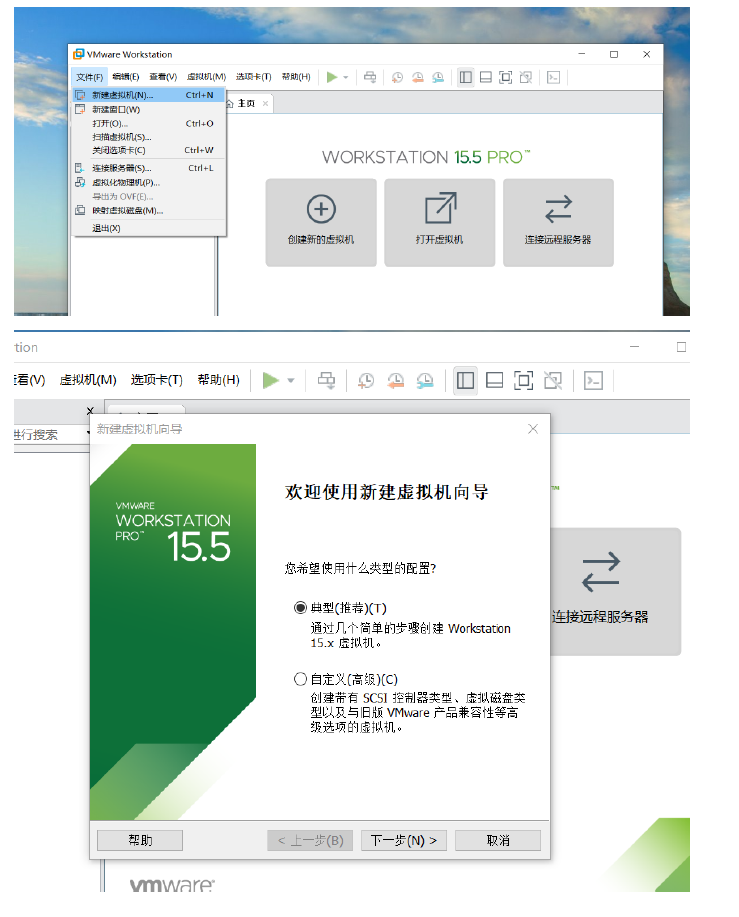 VMware Workstation
文件(F) 编辑(E) 查看(V) 虚拟机(M) 选项卡(T) 帮助(H)
新建虚拟机(N)... Ctrl+N
新建窗口(W)
打开(O)... Ctrl+O
扫描虚拟机(S)...
关闭选项卡(C) Ctrl+W
连接服务器(S)... Ctrl+L
虚拟化物理机(P)...
导出为 OVF(E)...
映射虚拟磁盘(M)...
退出(X)
主页
WORKSTATION 15.5 PRO™
创建新的虚拟机
打开虚拟机
连接远程服务器
tion
查看(V) 虚拟机(M) 选项卡(T) 帮助(H)
进行搜索
新建虚拟机向导
VMWARE
WORKSTATION
PRO™ 15.5
欢迎使用新建虚拟机向导
您希望使用什么类型的配置?
典型(推荐)(T)
通过几个简单的步骤创建 Workstation
15.x 虚拟机。
自定义(高级)(C)
创建带有 SCSI 控制器类型、虚拟磁盘类
型以及与旧版 VMware 产品兼容性等高
级选项的虚拟机。
™
连接远程服务器
帮助
< 上一步(B)
下一步(N) >
取消
vmware®